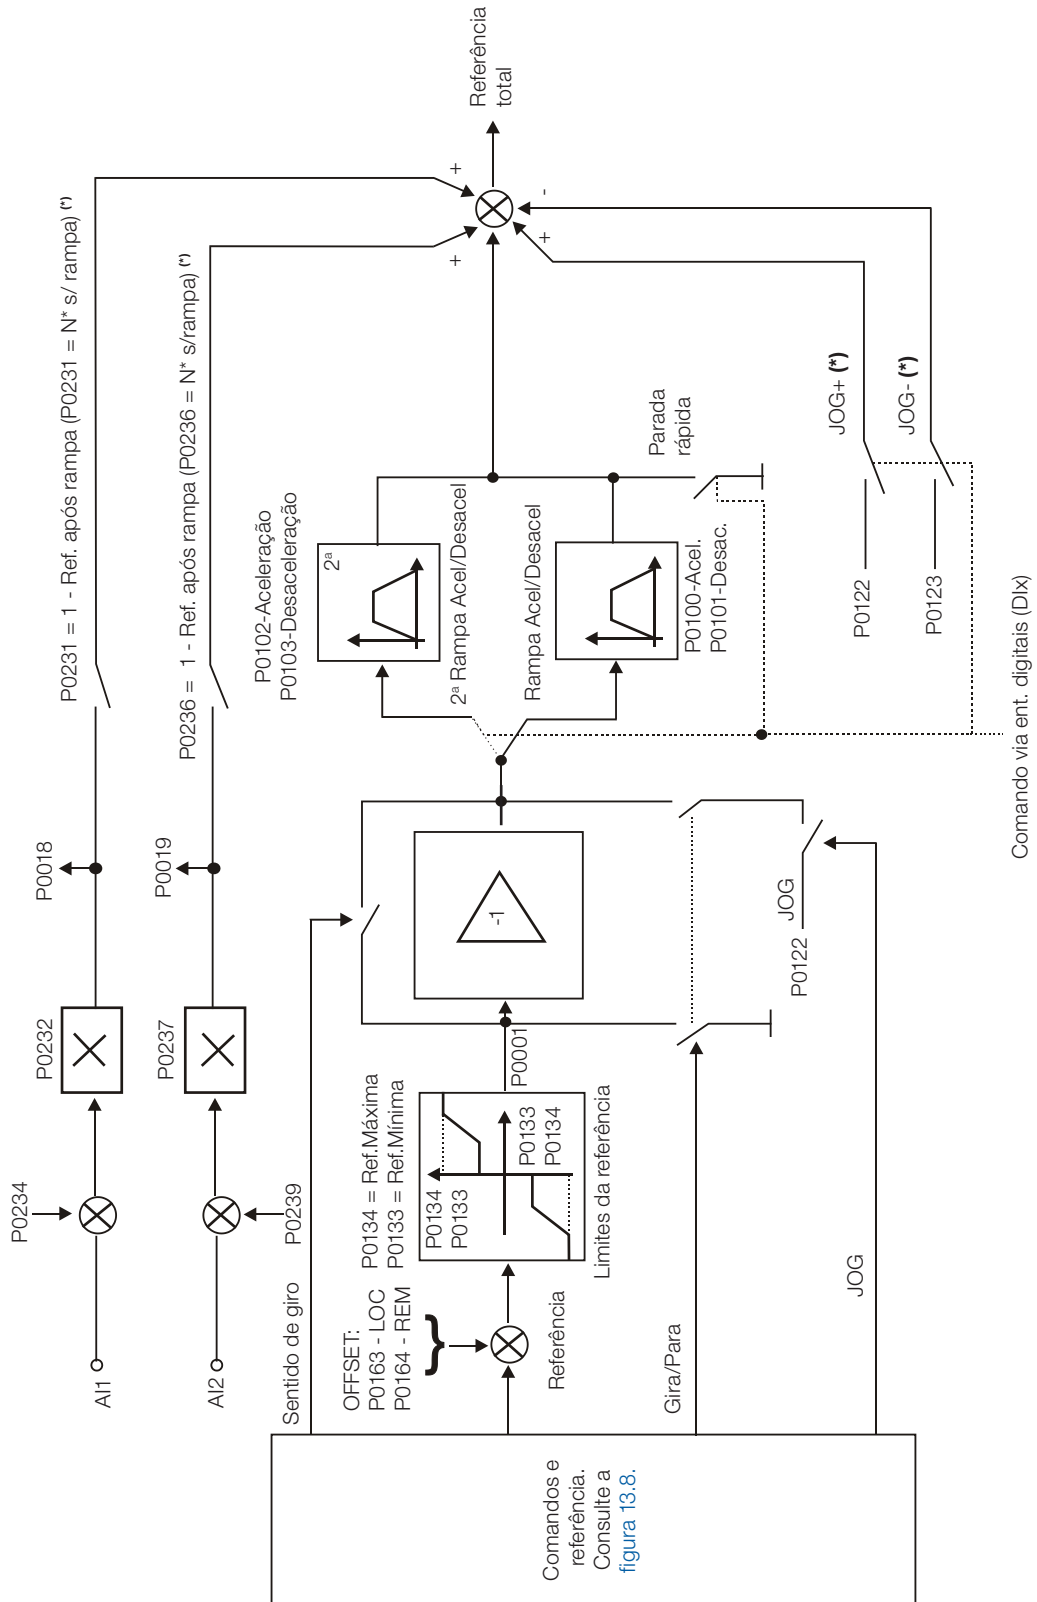 P0231 = 1 - Ref. após rampa (P0231 = N* s/ rampa) (*)
P0236 = 1 - Ref. após rampa (P0236 = N* s/rampa) (*)
P0234
AI1
P0232
P0018
AI2
P0239
P0237
P0019
+
+
Referência
total
+
-
Sentido de giro
OFFSET:
P0163 - LOC
P0164 - REM
Referência
P0134 = Ref.Máxima
P0133 = Ref.Mínima
P0134
P0133
P0133
P0134
Limites da referência
P0001
-1
P0102-Aceleração
P0103-Desaceleração
2ª
2ª Rampa Acel/Desacel
Rampa Acel/Desacel
P0100-Acel.
P0101-Desac.
Parada
rápida
Comandos e
referência.
Consulte a
figura 13.8.
Gira/Para
P0122
JOG
JOG
P0122
JOG+ (*)
P0123
JOG- (*)
Comando via ent. digitais (DIx)